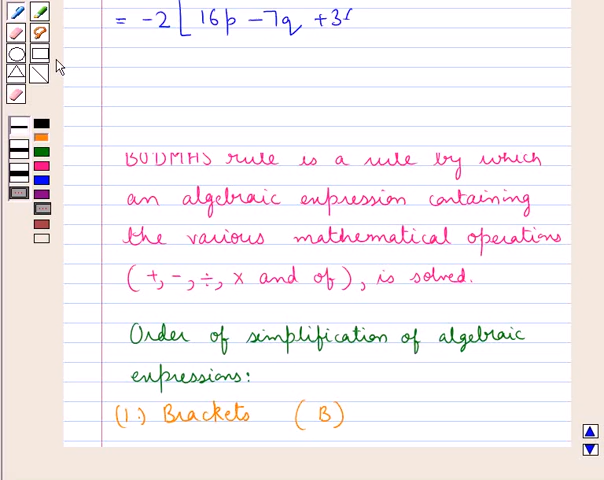 = -2 [ 16p - 7q + 3
BODMAS rule is a rule by which
an algebraic expression containing
the various mathematical operations
(+, -, ÷, × and of), is solved.
Order of simplification of algebraic
expressions:
(1.) Brackets (B)